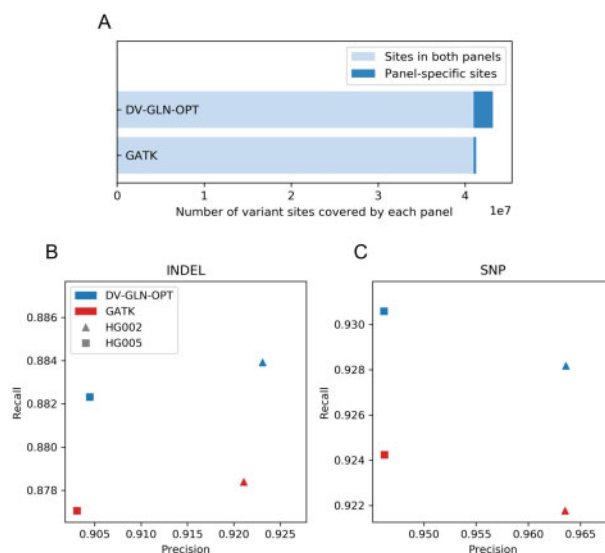 A
Sites in both panels
Panel-specific sites
DV-GLN-OPT
GATK
0 1 2 3 4
1e7
Number of variant sites covered by each panel
B
INDEL
DV-GLN-OPT
GATK
HG002
HG005
0.886
0.884
0.882
0.880
0.878
Recall
0.905 0.910 0.915 0.920 0.925
Precision
C
SNP
0.930
0.928
0.926
0.924
0.922
Recall
0.950 0.955 0.960 0.965
Precision